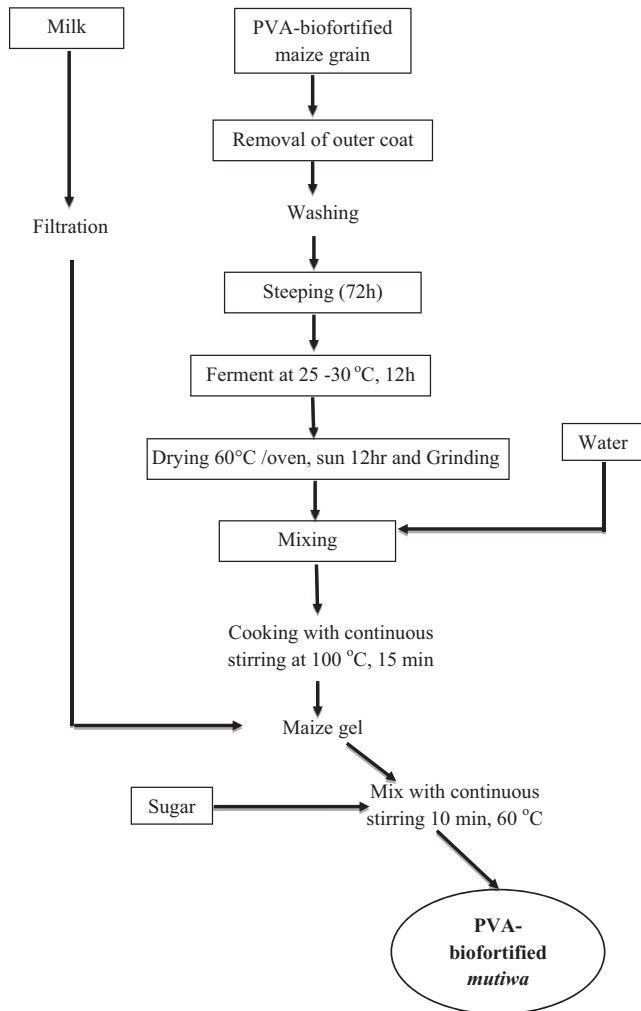 Milk
PVA-biofortified
maize grain
Removal of outer coat
Washing
Filtration
Steeping (72h)
Ferment at 25 -30 °C, 12h
Drying 60°C /oven, sun 12hr and Grinding
Water
Mixing
Cooking with continuous
stirring at 100 °C, 15 min
Maize gel
Sugar
Mix with continuous
stirring 10 min, 60 °C
PVA-
biofortified
mutiwa